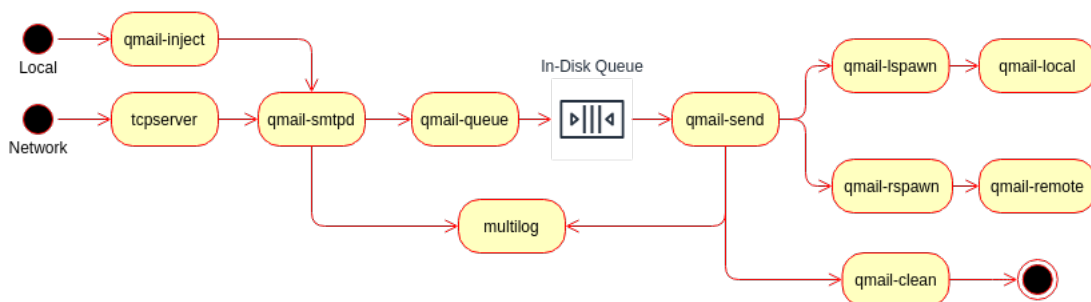 qmail-inject
Local
tcpserver
Network
qmail-smtpd
qmail-queue
In-Disk Queue
qmail-send
qmail-lspawn
qmail-local
qmail-rspawn
qmail-remote
multilog
qmail-clean